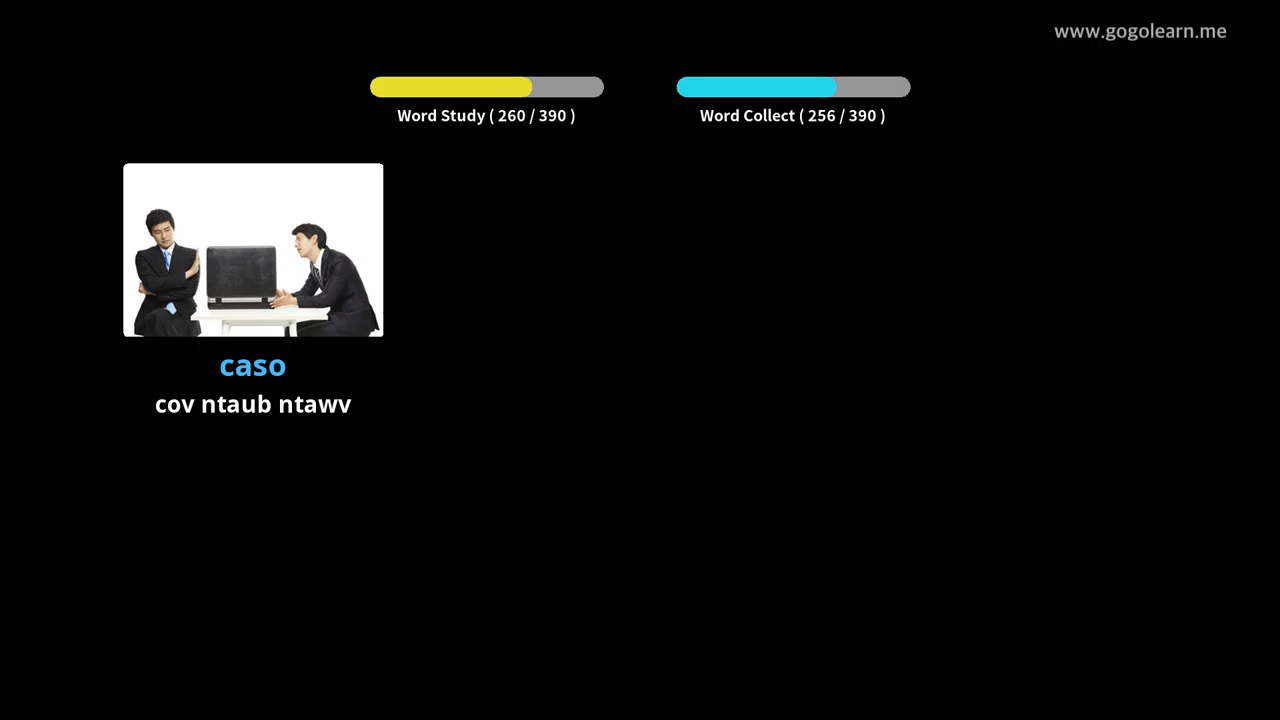 www.gogolearn.me
Word Study ( 260 / 390 )
Word Collect ( 256 / 390 )
caso
cov ntaub ntawv